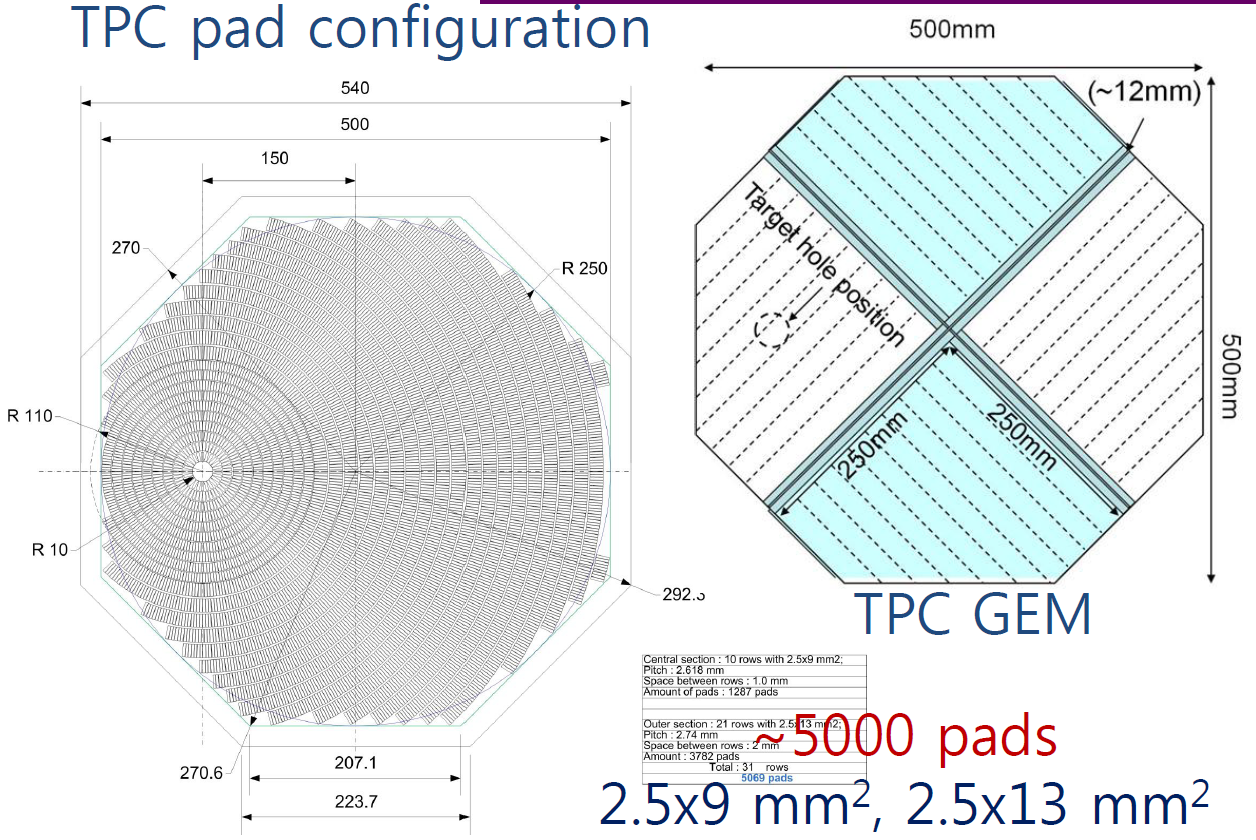 TPC pad configuration
540
500
150
270
R 250
R 110
R 10
292.
270.6
207.1
223.7
500mm
(~12mm)
Target hole position
250mm
250mm
500mm
TPC GEM
Central section : 10 rows with 2.5x9 mm2;
Pitch : 2.618 mm
Space between rows : 1.0 mm
Amount of pads : 1287 pads
Outer section : 21 rows with 2.5x13 mm2;
Pitch : 2.74 mm
Space between rows : 2 mm
Amount : 3782 pads
Total : 31 rows
5069 pads
~5000 pads
2.5x9 mm², 2.5x13 mm²